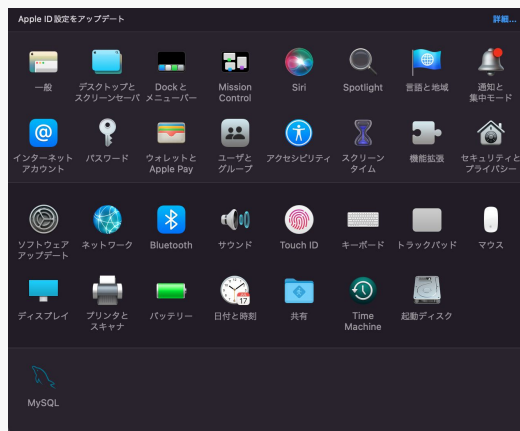 Apple ID 設定をアップデート
詳細...
一般
デスクトップと
スクリーンセーバ
Dockと
メニューバー
Mission
Control
Siri
Spotlight
言語と地域
通知と
集中モード
インターネット
アカウント
パスワード
ウォレットと
Apple Pay
ユーザと
グループ
アクセシビリティ
スクリーン
タイム
機能拡張
セキュリティと
プライバシー
ソフトウェア
アップデート
ネットワーク
Bluetooth
サウンド
Touch ID
キーボード
トラックパッド
マウス
ディスプレイ
プリンタと
スキャナ
バッテリー
17
日付と時刻
共有
Time
Machine
起動ディスク
MySQL